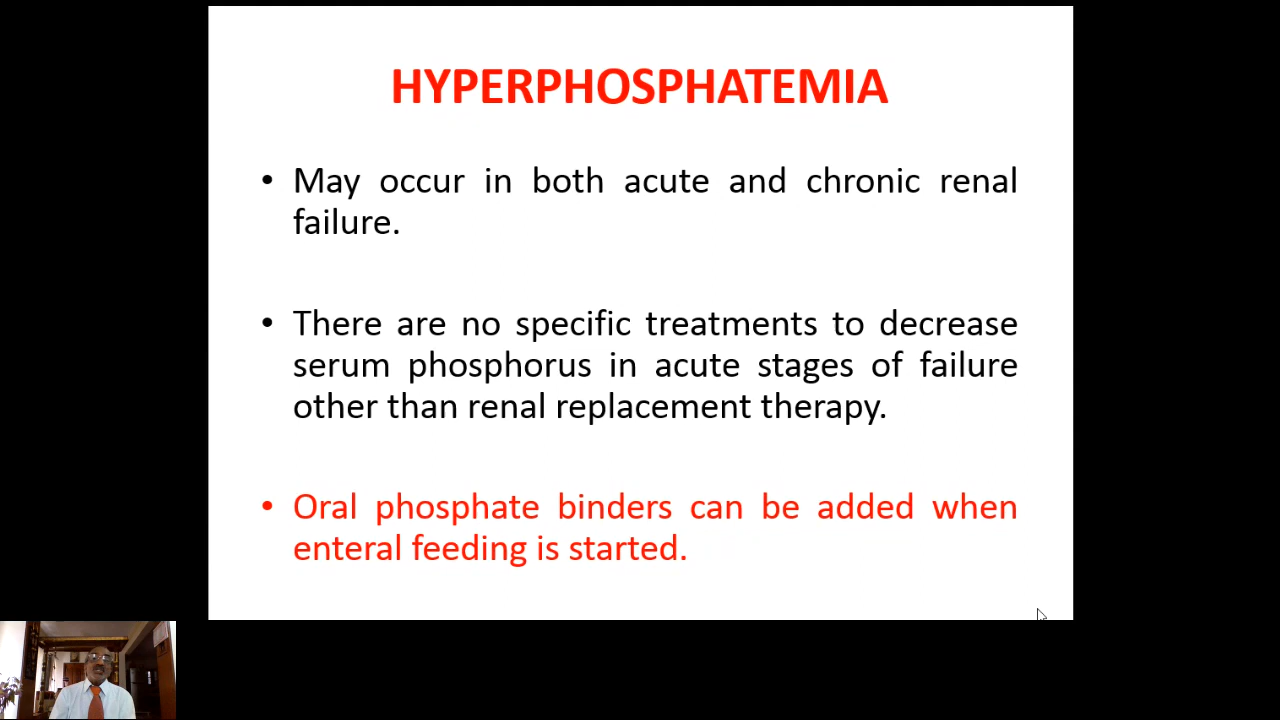 HYPERPHOSPHATEMIA
• May occur in both acute and chronic renal
failure.
• There are no specific treatments to decrease
serum phosphorus in acute stages of failure
other than renal replacement therapy.
• Oral phosphate binders can be added when
enteral feeding is started.